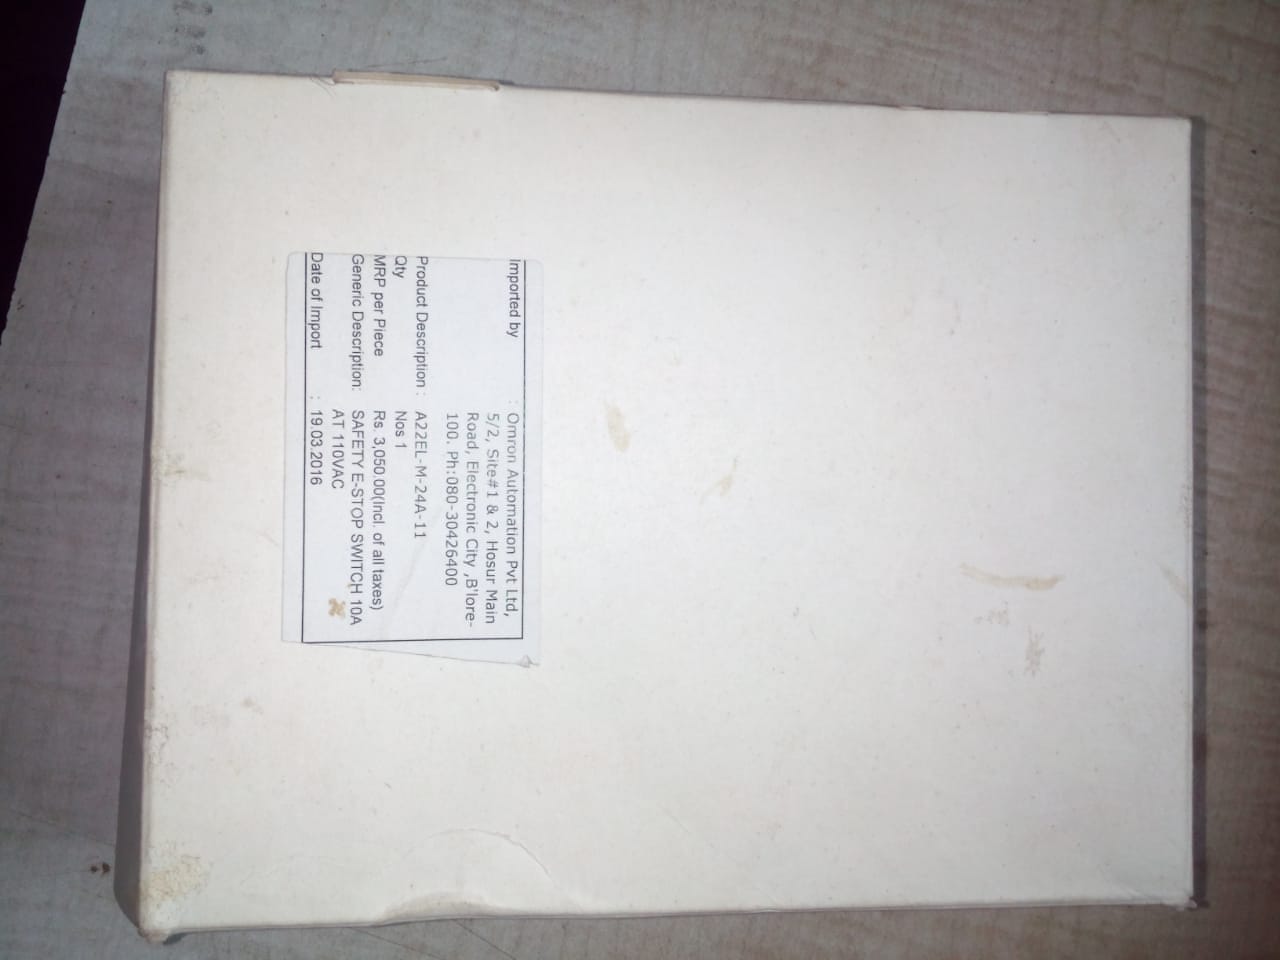 Imported by : Omron Automation Pvt Ltd,
5/2, Site#1 & 2, Hosur Main
Road, Electronic City ,B'lore-
100. Ph:080-30426400
Product Description : A22EL-M-24A-11
Qty Nos 1
MRP per Piece Rs. 3,050.00(Incl. of all taxes)
Generic Description: SAFETY E-STOP SWITCH 10A
AT 110VAC
Date of Import : 19.03.2016